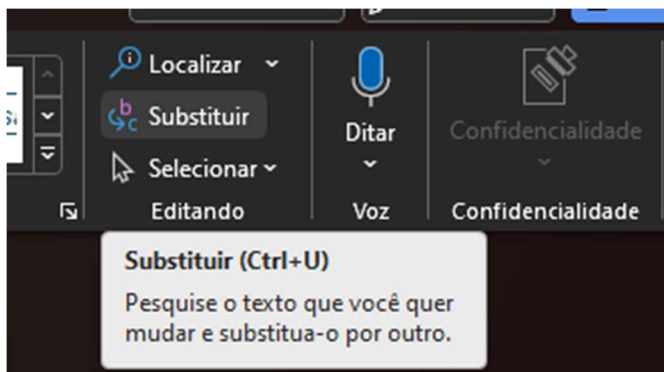 Localizar
Substituir
Selecionar
Editando
Ditar
Voz
Confidencialidade
Confidencialidade
Substituir (Ctrl+U)
Pesquise o texto que você quer
mudar e substitua-o por outro.